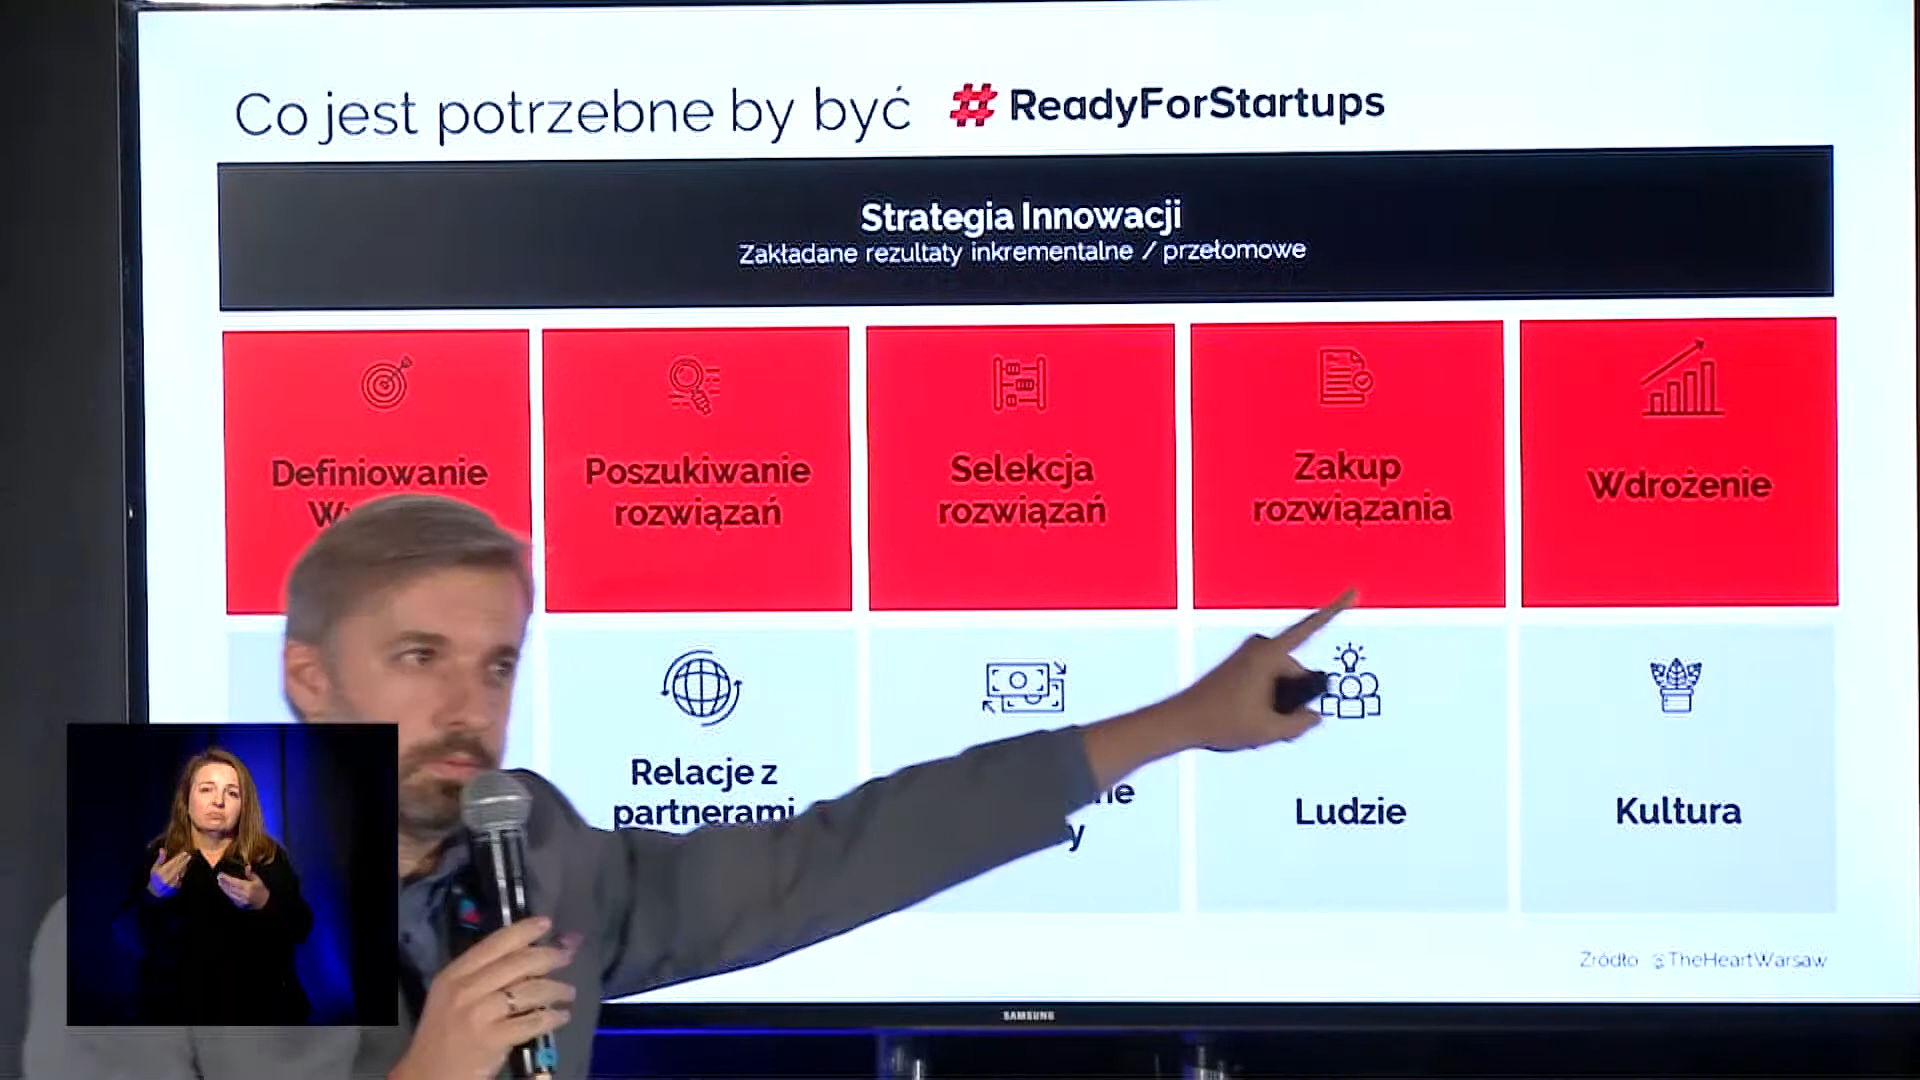 Co jest potrzebne by być # ReadyForStartups
Strategia Innowacji
Zakładane rezultaty inkrementalne / przełomowe
Definiowanie
Poszukiwanie
rozwiązań
Selekcja
rozwiązań
Zakup
rozwiązania
Wdrożenie
Relacje z
partnerami
Ludzie
Kultura
Źródło @TheHeartWarsaw
SAMSUNG